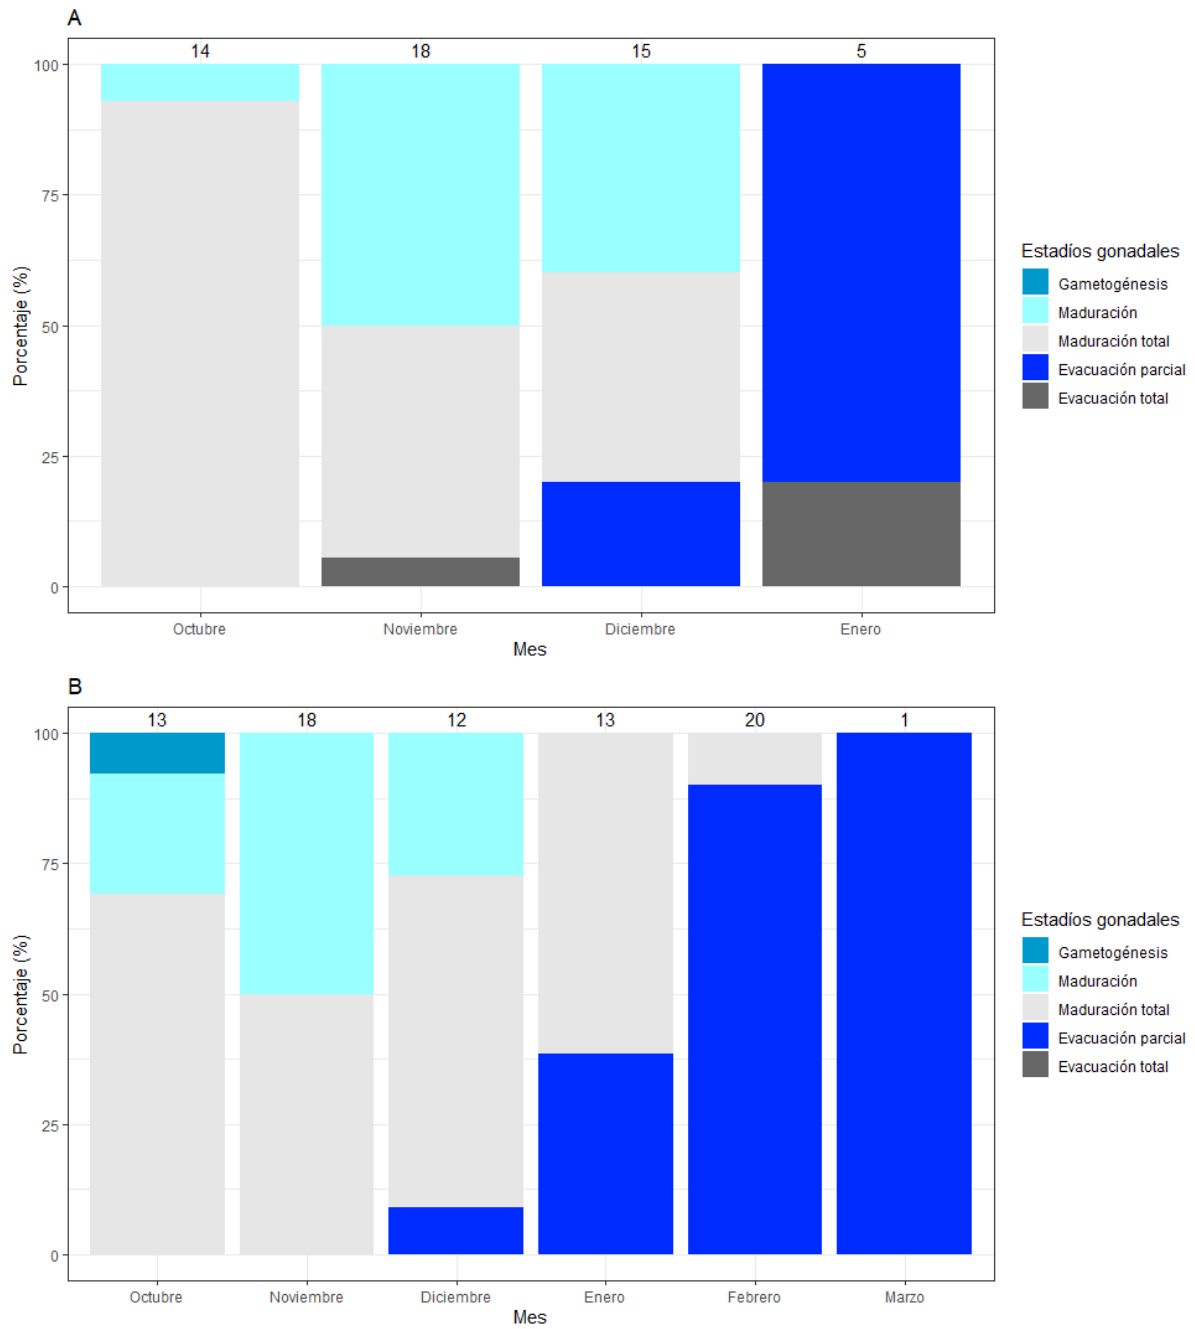 A
14 18 15 5
100
75
50
25
0
Porcentaje (%)
Octubre Noviembre Diciembre Enero
Mes
Estadíos gonadales
Gametogénesis
Maduración
Maduración total
Evacuación parcial
Evacuación total
B
13 18 12 13 20 1
100
75
50
25
0
Porcentaje (%)
Octubre Noviembre Diciembre Enero Febrero Marzo
Mes
Estadíos gonadales
Gametogénesis
Maduración
Maduración total
Evacuación parcial
Evacuación total